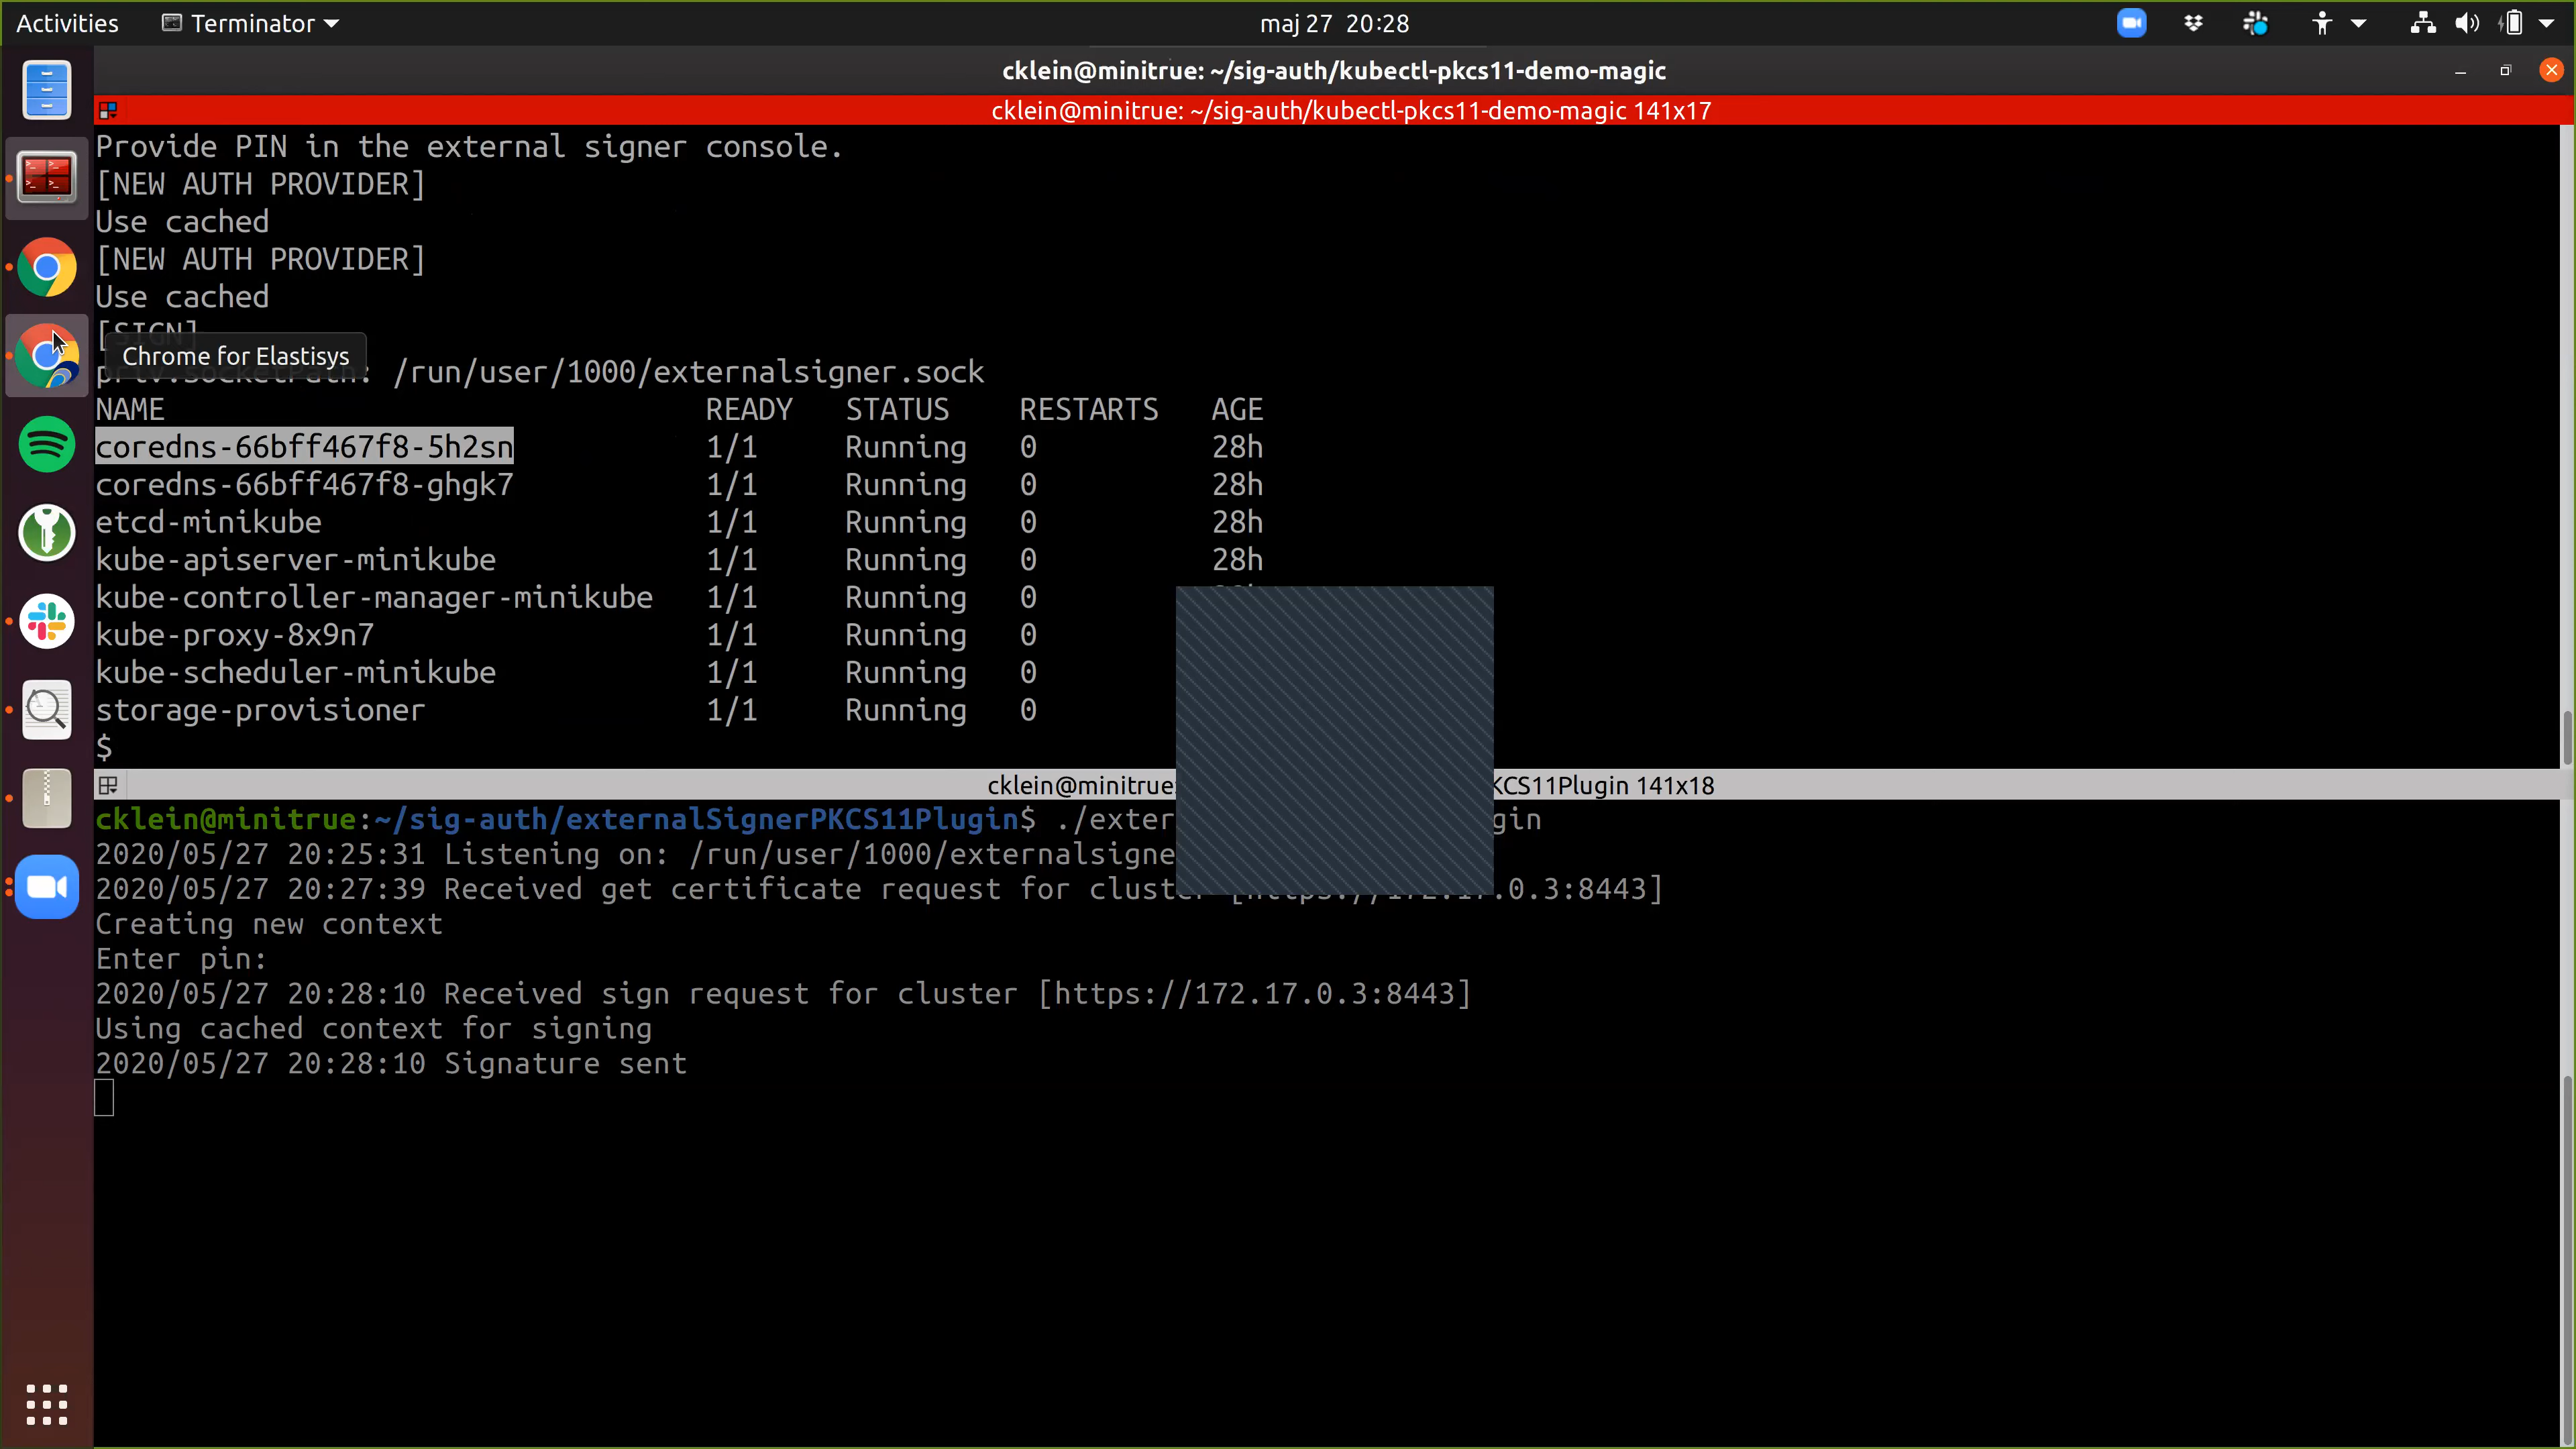 Activities Terminator maj 27 20:28
cklein@minitrue: ~/sig-auth/kubectl-pkcs11-demo-magic
cklein@minitrue: ~/sig-auth/kubectl-pkcs11-demo-magic 141x17
Provide PIN in the external signer console.
[NEW AUTH PROVIDER]
Use cached
[NEW AUTH PROVIDER]
Use cached
[SIGN]
Chrome for Elastisys
priv.socketPath: /run/user/1000/externalsigner.sock
NAME READY STATUS RESTARTS AGE
coredns-66bff467f8-5h2sn 1/1 Running 0 28h
coredns-66bff467f8-ghgk7 1/1 Running 0 28h
etcd-minikube 1/1 Running 0 28h
kube-apiserver-minikube 1/1 Running 0 28h
kube-controller-manager-minikube 1/1 Running 0
kube-proxy-8x9n7 1/1 Running 0
kube-scheduler-minikube 1/1 Running 0
storage-provisioner 1/1 Running 0
$
cklein@minitrue KCS11Plugin 141x18
cklein@minitrue:~/sig-auth/externalSignerPKCS11Plugin$ ./exter gin
2020/05/27 20:25:31 Listening on: /run/user/1000/externalsigne
2020/05/27 20:27:39 Received get certificate request for cluster [https://172.17.0.3:8443]
Creating new context
Enter pin:
2020/05/27 20:28:10 Received sign request for cluster [https://172.17.0.3:8443]
Using cached context for signing
2020/05/27 20:28:10 Signature sent